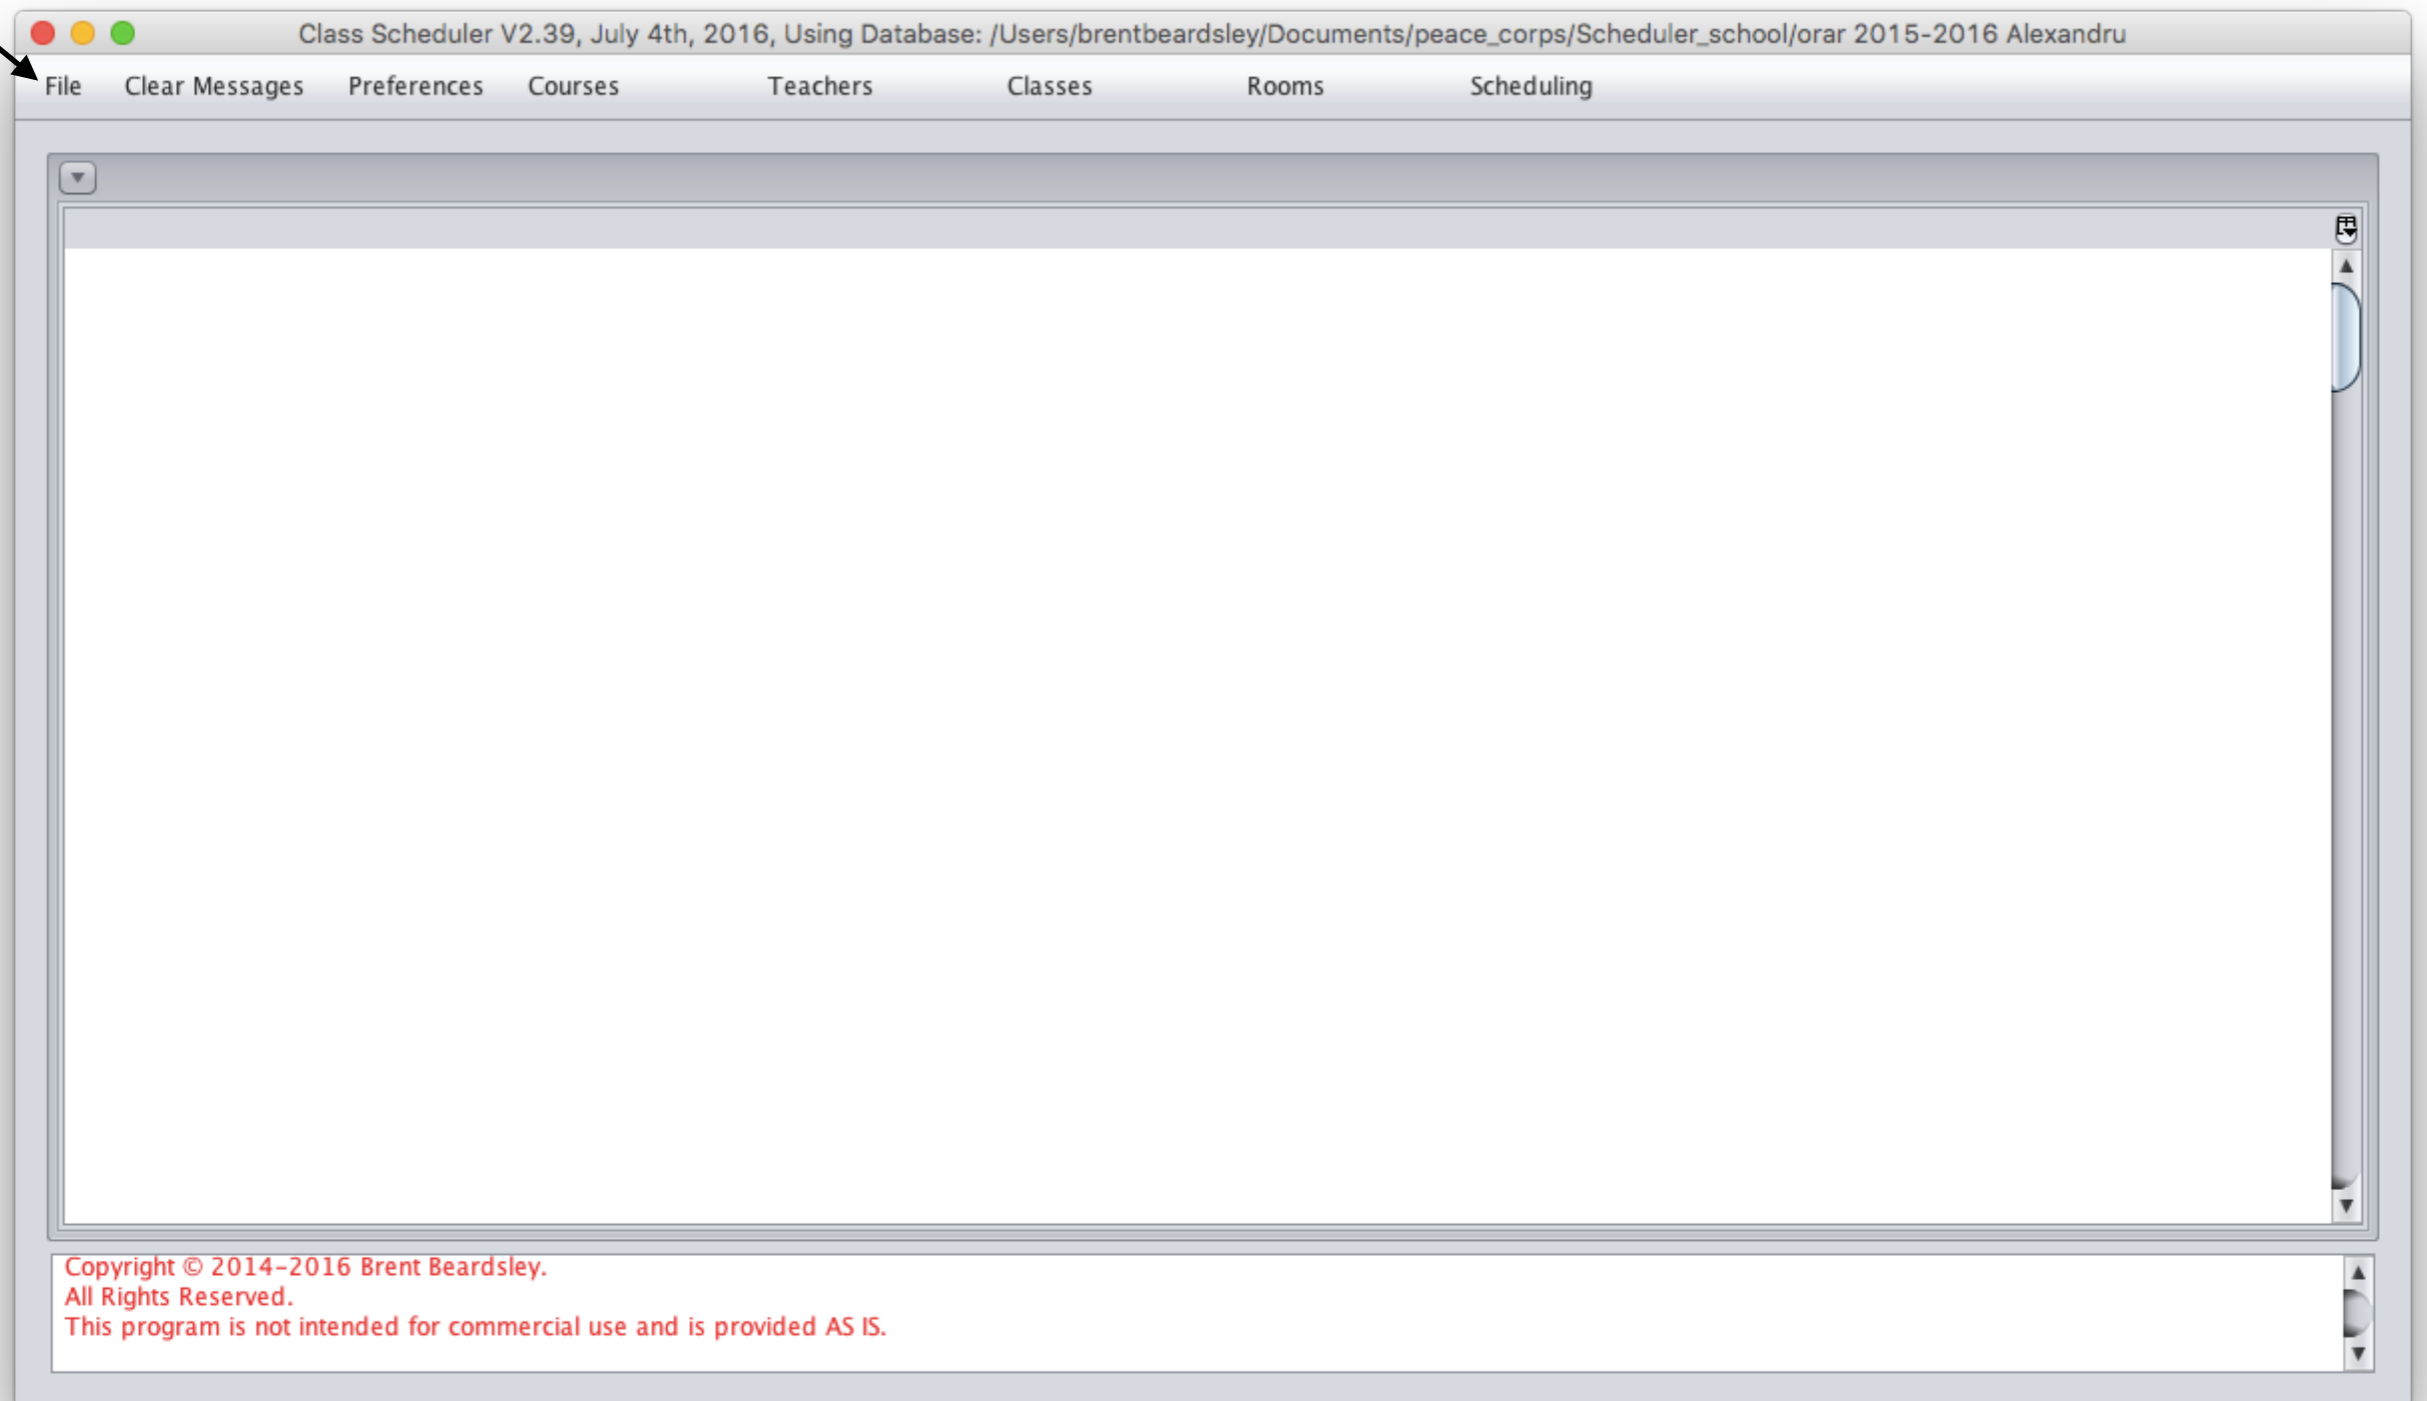 Class Scheduler V2.39, July 4th, 2016, Using Database: /Users/brentbeardsley/Documents/peace_corps/Scheduler_school/orar 2015-2016 Alexandru
File Clear Messages Preferences Courses Teachers Classes Rooms Scheduling
Copyright © 2014-2016 Brent Beardsley.
All Rights Reserved.
This program is not intended for commercial use and is provided AS IS.